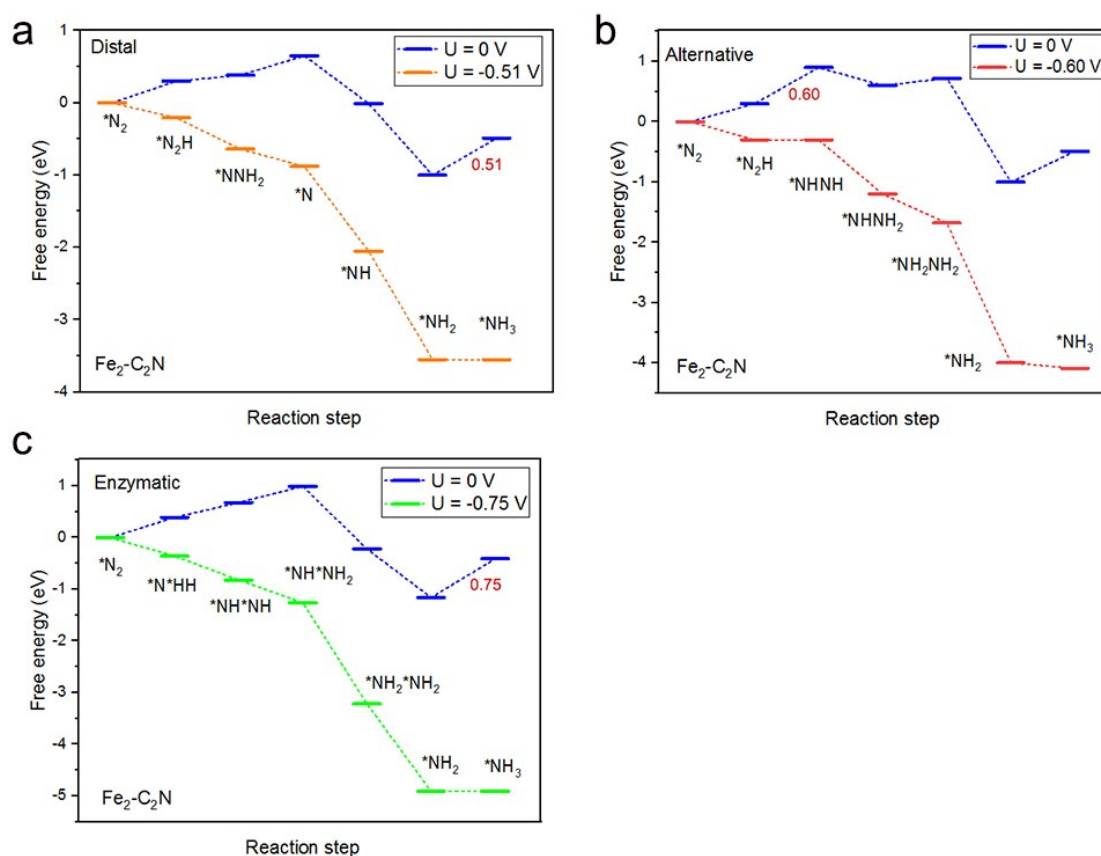 a
Distal
U = 0 V
U = -0.51 V
1
0
-1
-2
-3
-4
Free energy (eV)
*N₂
*N₂H
*NNH₂
*N
*NH
*NH₂
*NH₃
0.51
Fe₂-C₂N
Reaction step
b
Alternative
U = 0 V
U = -0.60 V
1
0
-1
-2
-3
-4
Free energy (eV)
0.60
*N₂
*N₂H
*NHNH
*NHNH₂
*NH₂NH₂
*NH₂
*NH₃
Fe₂-C₂N
Reaction step
c
Enzymatic
U = 0 V
U = -0.75 V
1
0
-1
-2
-3
-4
-5
Free energy (eV)
*N₂
*N*HH
*NH*NH
*NH*NH₂
*NH₂*NH₂
*NH₂
*NH₃
0.75
Fe₂-C₂N
Reaction step